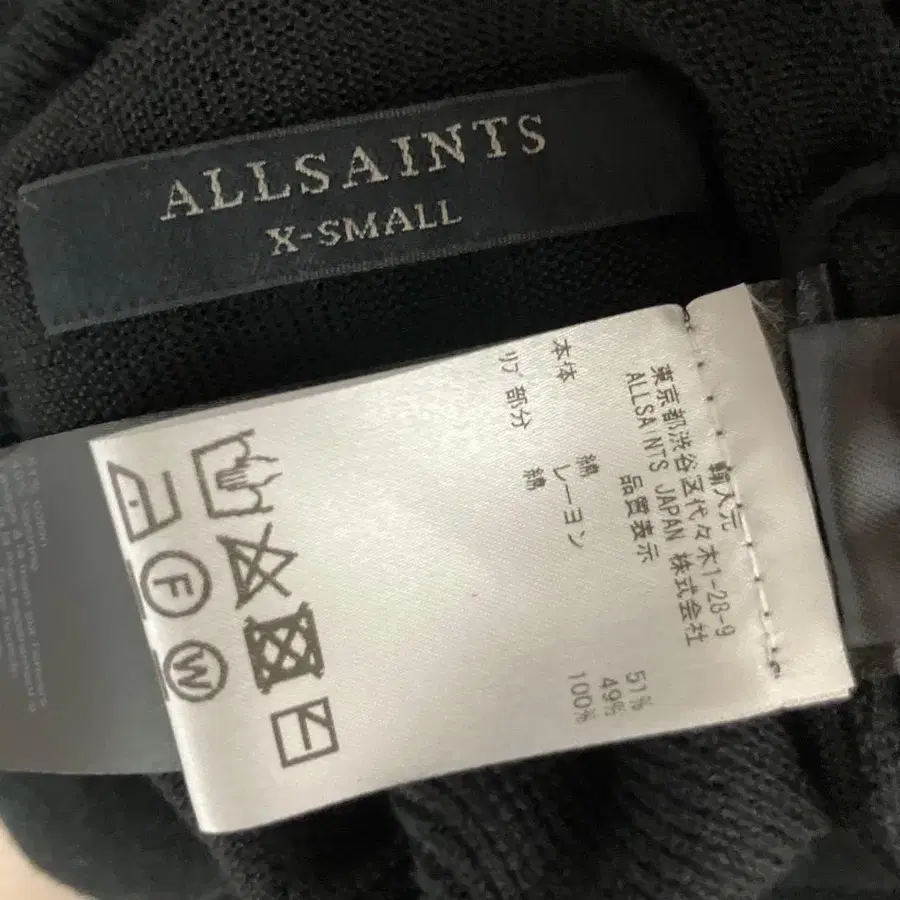 ALLSAINTS
X-SMALL
輸入元
東京都渋谷区代々木1-28-9
ALLSAINTS JAPAN 株式会社
品質表示
本体 綿 51%
レーヨン 49%
リブ部分 綿 100%
F
W